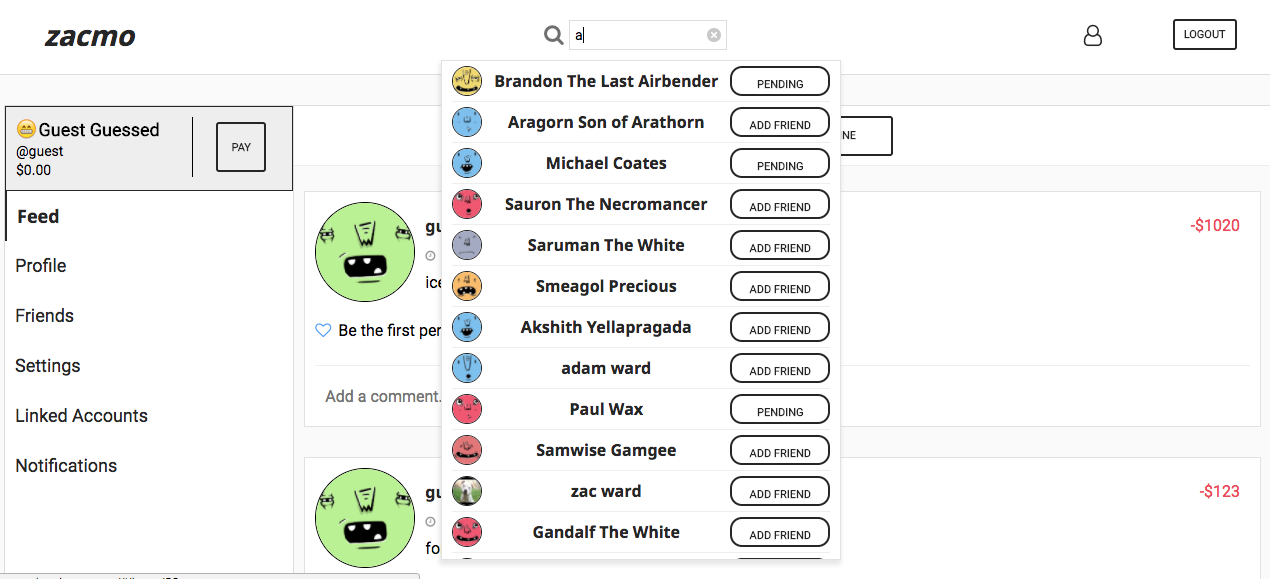 zacmo
a
LOGOUT
Brandon The Last Airbender PENDING
Aragorn Son of Arathorn ADD FRIEND
Michael Coates PENDING
Sauron The Necromancer ADD FRIEND
Saruman The White ADD FRIEND
Smeagol Precious ADD FRIEND
Akshith Yellapragada ADD FRIEND
adam ward ADD FRIEND
Paul Wax PENDING
Samwise Gamgee ADD FRIEND
zac ward ADD FRIEND
Gandalf The White ADD FRIEND
Guest Guessed
@guest
$0.00
PAY
Feed
Profile
Friends
Settings
Linked Accounts
Notifications
NE
gu
-$1020
ice
Be the first per
Add a comment.
gu
-$123
fo